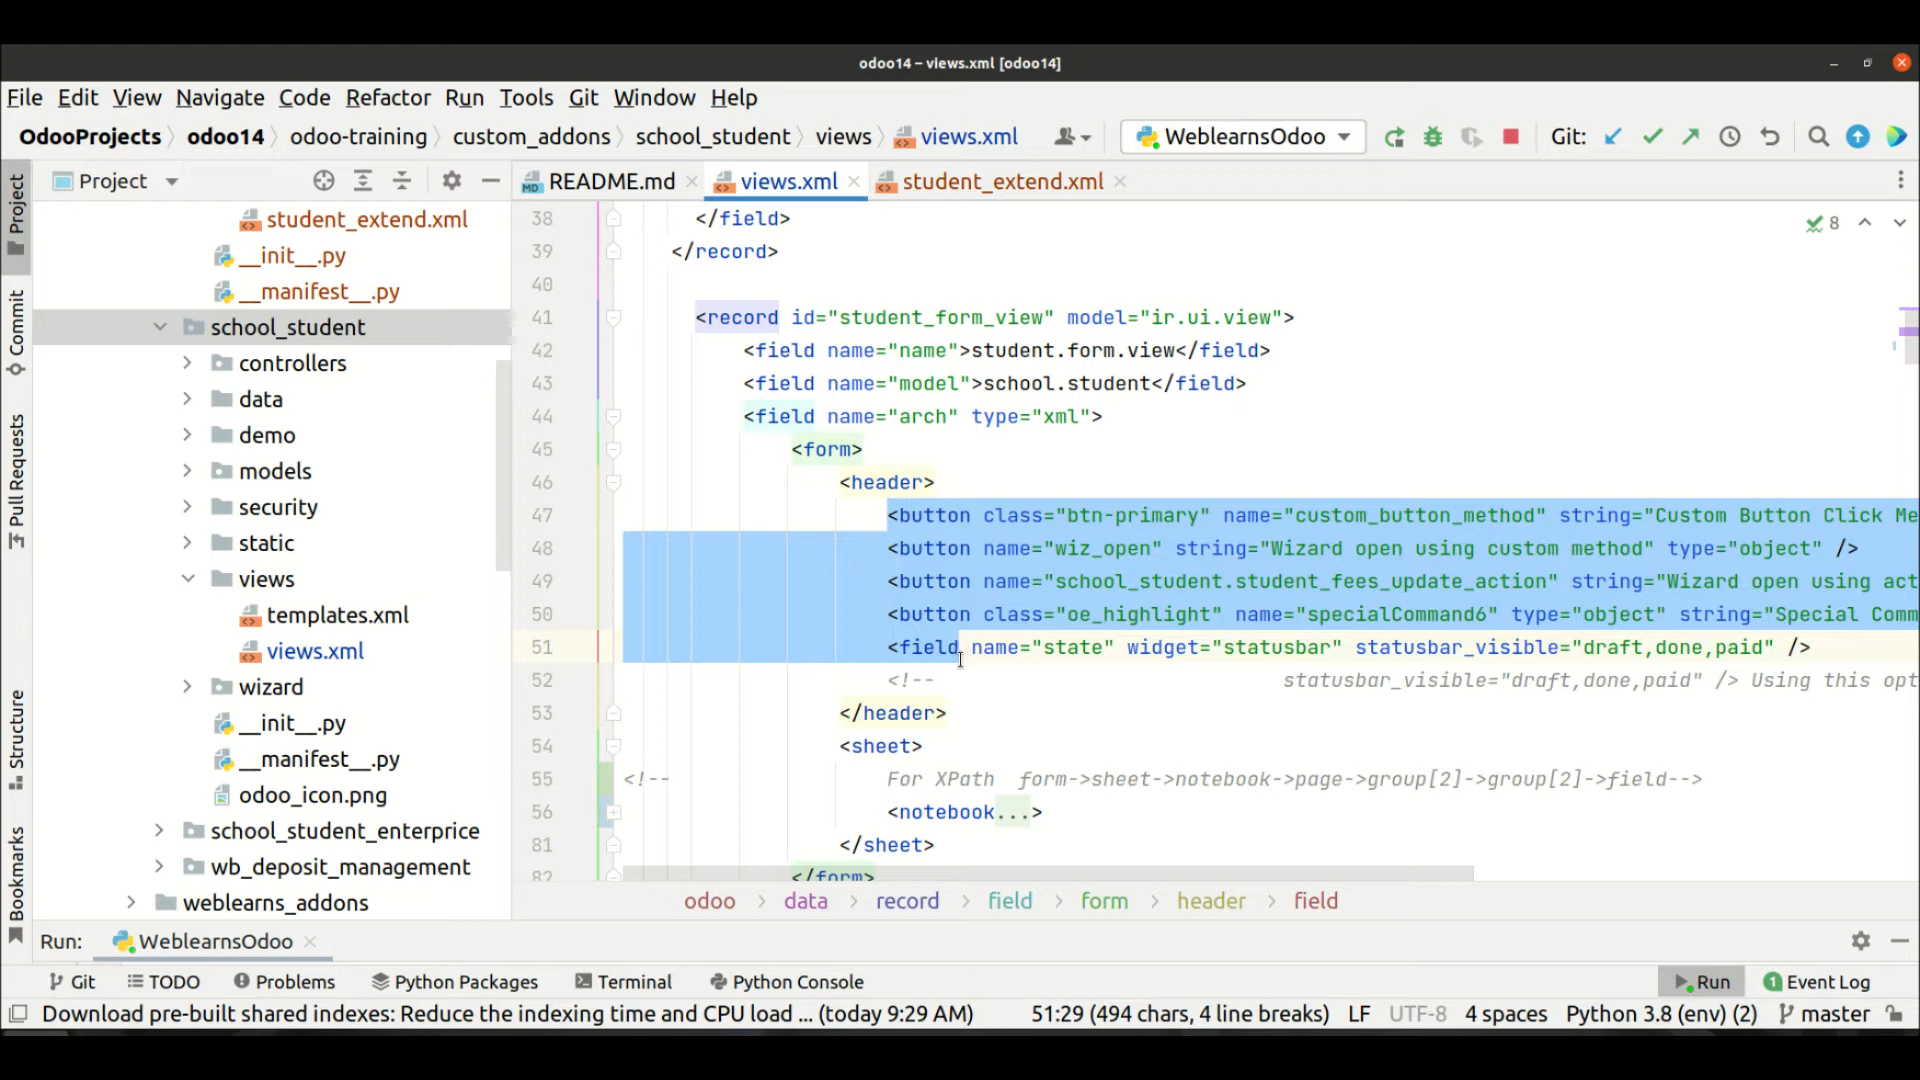 odoo14 – views.xml [odoo14]
File Edit View Navigate Code Refactor Run Tools Git Window Help
OdooProjects odoo14 odoo-training custom_addons school_student views views.xml WeblearnsOdoo Git:
Project README.md views.xml student_extend.xml
Project
Commit
Pull Requests
Structure
Bookmarks
student_extend.xml
__init__.py
__manifest__.py
school_student
controllers
data
demo
models
security
static
views
templates.xml
views.xml
wizard
__init__.py
__manifest__.py
odoo_icon.png
school_student_enterprice
wb_deposit_management
weblearns_addons
8
38 </field>
39 </record>
40
41 <record id="student_form_view" model="ir.ui.view">
42 <field name="name">student.form.view</field>
43 <field name="model">school.student</field>
44 <field name="arch" type="xml">
45 <form>
46 <header>
47 <button class="btn-primary" name="custom_button_method" string="Custom Button Click Me
48 <button name="wiz_open" string="Wizard open using custom method" type="object" />
49 <button name="school_student.student_fees_update_action" string="Wizard open using act
50 <button class="oe_highlight" name="specialCommand6" type="object" string="Special Comm
51 <field name="state" widget="statusbar" statusbar_visible="draft,done,paid" />
52 <!-- statusbar_visible="draft,done,paid" /> Using this opt
53 </header>
54 <sheet>
55 <!-- For XPath form->sheet->notebook->page->group[2]->group[2]->field-->
56 <notebook...>
81 </sheet>
82 </form>
odoo data record field form header field
Run: WeblearnsOdoo
Git TODO Problems Python Packages Terminal Python Console Run 1 Event Log
Download pre-built shared indexes: Reduce the indexing time and CPU load ... (today 9:29 AM) 51:29 (494 chars, 4 line breaks) LF UTF-8 4 spaces Python 3.8 (env) (2) master